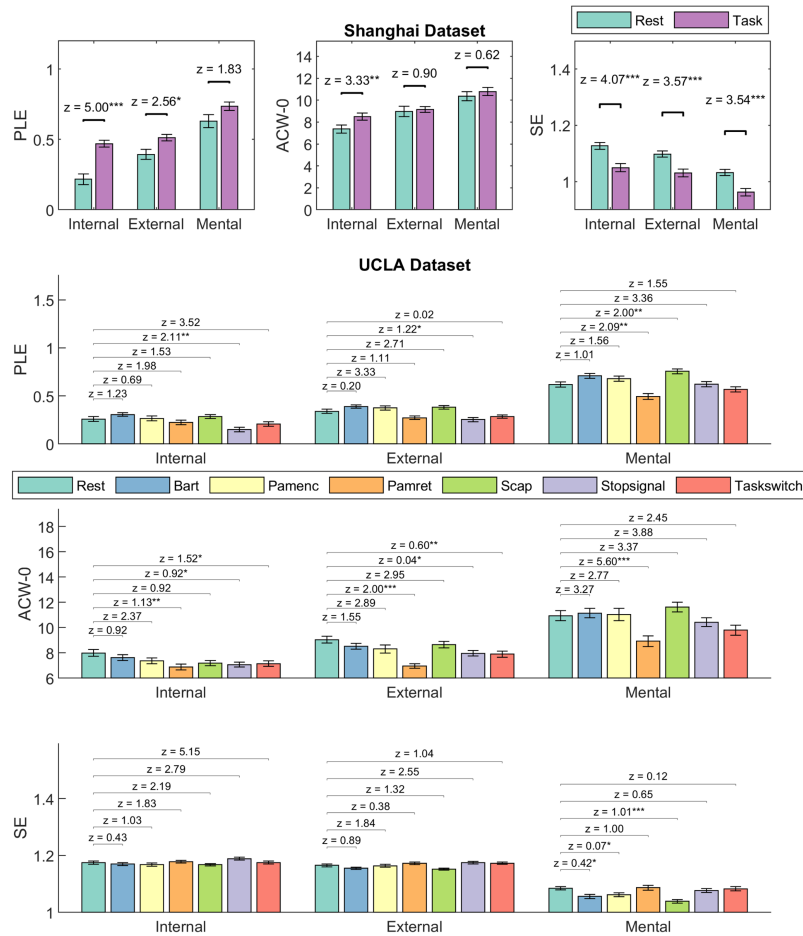 Shanghai Dataset
Rest Task
PLE
1
0.5
0
z = 5.00***
z = 2.56*
z = 1.83
Internal External Mental
ACW-0
14
12
10
8
6
4
2
0
z = 3.33**
z = 0.90
z = 0.62
Internal External Mental
SE
1.4
1.2
1
z = 4.07***
z = 3.57***
z = 3.54***
Internal External Mental
UCLA Dataset
PLE
1.5
1
0.5
0
z = 3.52
z = 2.11**
z = 1.53
z = 1.98
z = 0.69
z = 1.23
z = 0.02
z = 1.22*
z = 2.71
z = 1.11
z = 3.33
z = 0.20
z = 1.55
z = 3.36
z = 2.00**
z = 2.09**
z = 1.56
z = 1.01
Internal External Mental
Rest Bart Pamenc Pamret Scap Stopsignal Taskswitch
ACW-0
18
16
14
12
10
8
6
z = 1.52*
z = 0.92*
z = 0.92
z = 1.13**
z = 2.37
z = 0.92
z = 0.60**
z = 0.04*
z = 2.95
z = 2.00***
z = 2.89
z = 1.55
z = 2.45
z = 3.88
z = 3.37
z = 5.60***
z = 2.77
z = 3.27
Internal External Mental
SE
1.4
1.2
1
z = 5.15
z = 2.79
z = 2.19
z = 1.83
z = 1.03
z = 0.43
z = 1.04
z = 2.55
z = 1.32
z = 0.38
z = 1.84
z = 0.89
z = 0.12
z = 0.65
z = 1.01***
z = 1.00
z = 0.07*
z = 0.42*
Internal External Mental